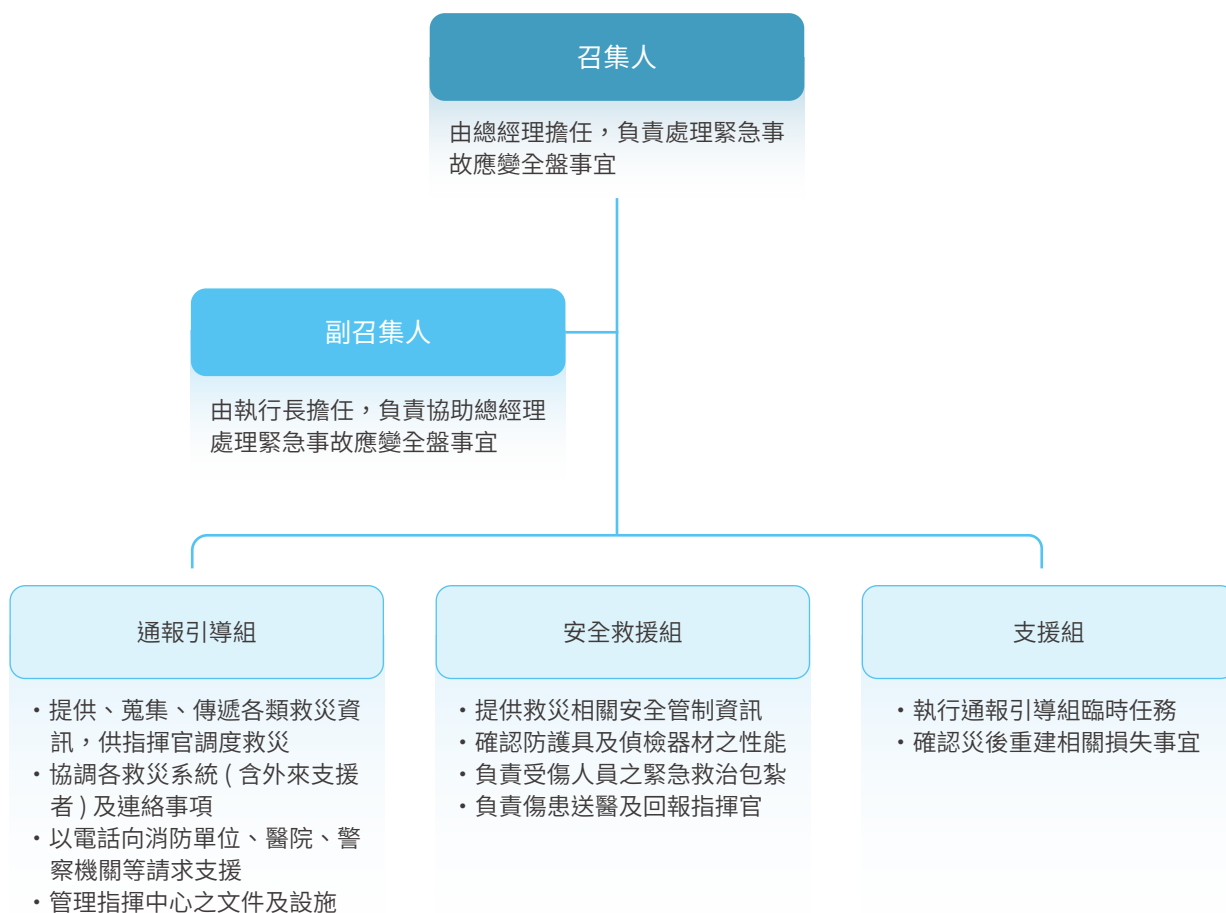 召集人
由總經理擔任，負責處理緊急事
故應變全盤事宜
副召集人
由執行長擔任，負責協助總經理
處理緊急事故應變全盤事宜
通報引導組
・提供、蒐集、傳遞各類救災資
訊，供指揮官調度救災
・協調各救災系統 ( 含外來支援
者 ) 及連絡事項
・以電話向消防單位、醫院、警
察機關等請求支援
・管理指揮中心之文件及設施
安全救援組
・提供救災相關安全管制資訊
・確認防護具及偵檢器材之性能
・負責受傷人員之緊急救治包紮
・負責傷患送醫及回報指揮官
支援組
・執行通報引導組臨時任務
・確認災後重建相關損失事宜